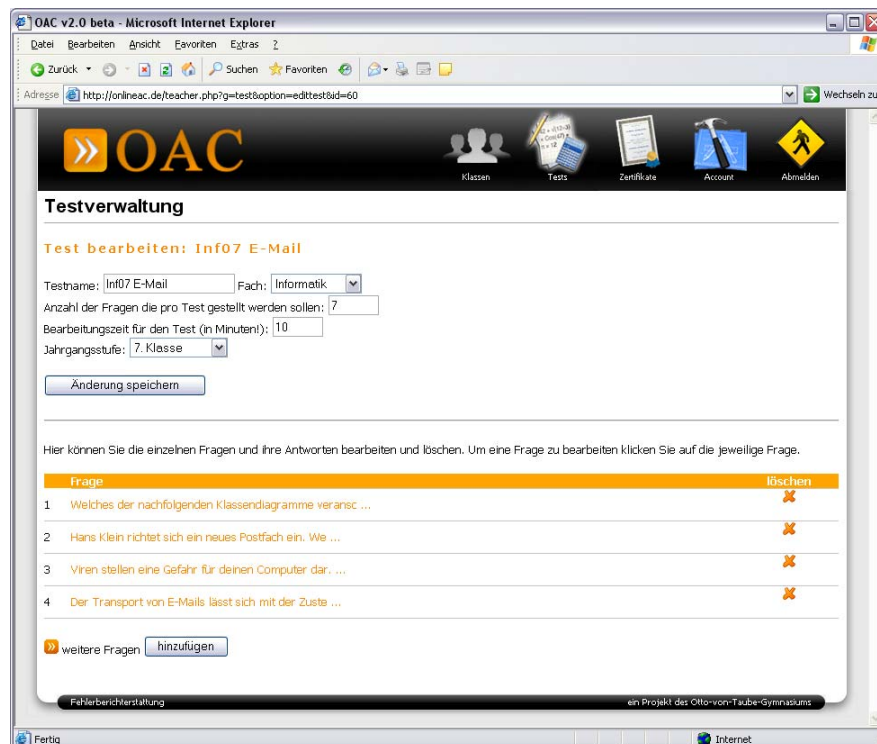 OAC v2.0 beta - Microsoft Internet Explorer
Datei Bearbeiten Ansicht Favoriten Extras ?
Zurück Suchen Favoriten
Adresse http://onlineac.de/teacher.php?g=test&option=edittest&id=60 Wechseln zu
OAC
Klassen Tests Zertifikate Account Abmelden
Testverwaltung
Test bearbeiten: Inf07 E-Mail
Testname: Inf07 E-Mail Fach: Informatik
Anzahl der Fragen die pro Test gestellt werden sollen: 7
Bearbeitungszeit für den Test (in Minuten!): 10
Jahrgangsstufe: 7. Klasse
Änderung speichern
Hier können Sie die einzelnen Fragen und ihre Antworten bearbeiten und löschen. Um eine Frage zu bearbeiten klicken Sie auf die jeweilige Frage.
Frage löschen
1 Welches der nachfolgenden Klassendiagramme veransc ...
2 Hans Klein richtet sich ein neues Postfach ein. We ...
3 Viren stellen eine Gefahr für deinen Computer dar. ...
4 Der Transport von E-Mails lässt sich mit der Zuste ...
weitere Fragen hinzufügen
Fehlerberichterstattung ein Projekt des Otto-von-Taube-Gymnasiums
Fertig Internet